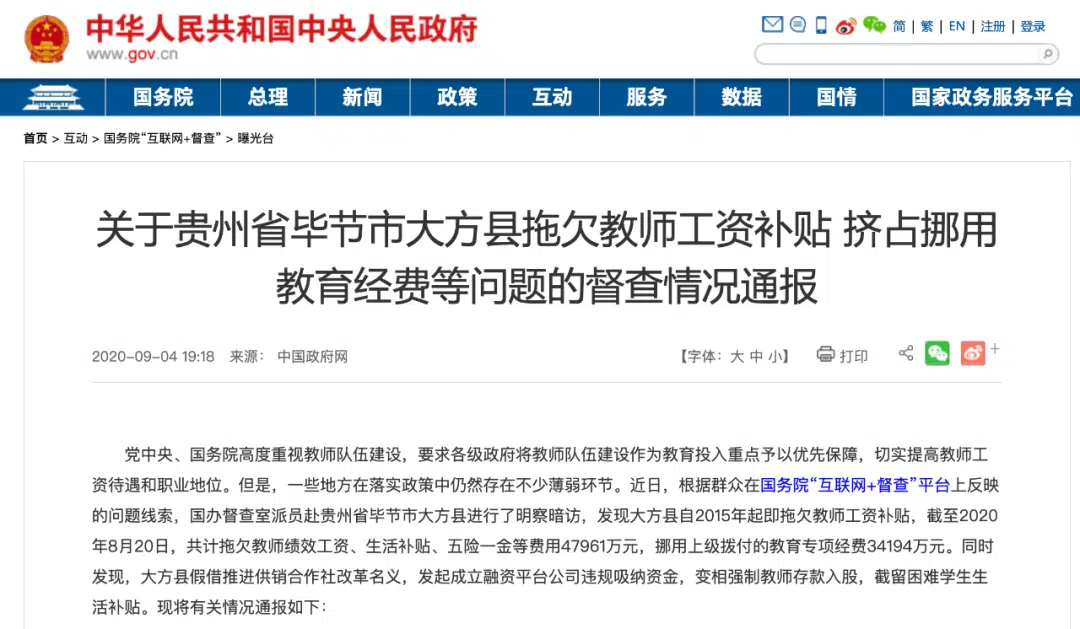 中华人民共和国中央人民政府
www.gov.cn
简 | 繁 | EN | 注册 | 登录
国务院 总理 新闻 政策 互动 服务 数据 国情 国家政务服务平台
首页 > 互动 > 国务院“互联网+督查” > 曝光台
关于贵州省毕节市大方县拖欠教师工资补贴 挤占挪用
教育经费等问题的督查情况通报
2020-09-04 19:18 来源： 中国政府网 【字体：大 中 小】 打印 +
党中央、国务院高度重视教师队伍建设，要求各级政府将教师队伍建设作为教育投入重点予以优先保障，切实提高教师工
资待遇和职业地位。但是，一些地方在落实政策中仍然存在不少薄弱环节。近日，根据群众在国务院“互联网+督查”平台上反映
的问题线索，国办督查室派员赴贵州省毕节市大方县进行了明察暗访，发现大方县自2015年起即拖欠教师工资补贴，截至2020
年8月20日，共计拖欠教师绩效工资、生活补贴、五险一金等费用47961万元，挪用上级拨付的教育专项经费34194万元。同时
发现，大方县假借推进供销合作社改革名义，发起成立融资平台公司违规吸纳资金，变相强制教师存款入股，截留困难学生生
活补贴。现将有关情况通报如下：